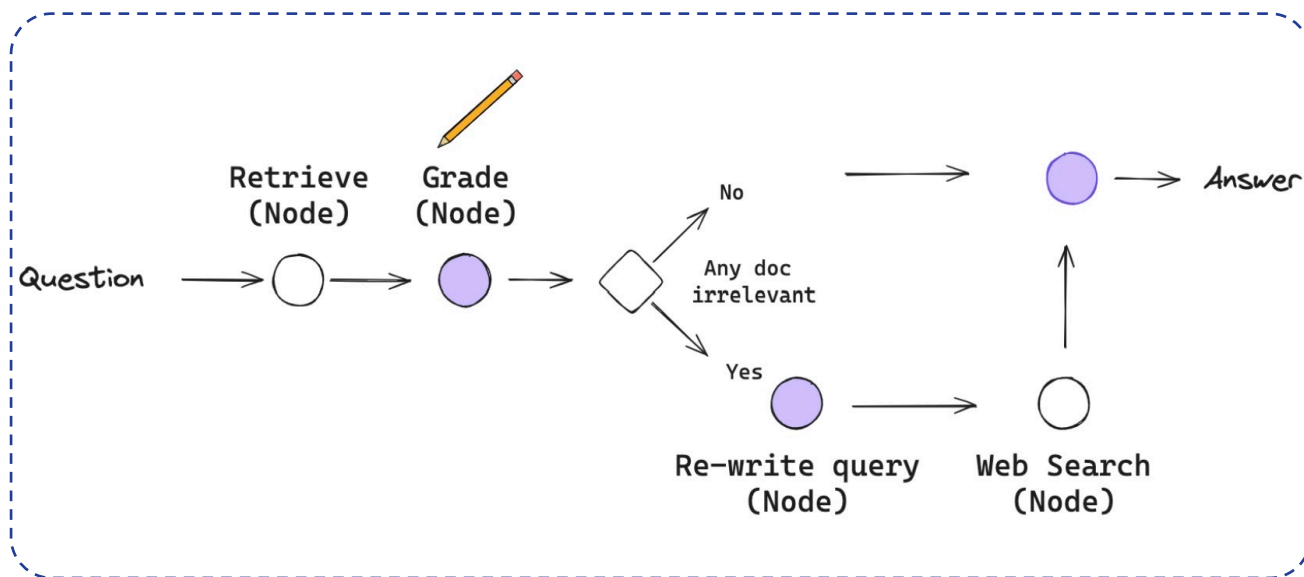 Retrieve
(Node)
Grade
(Node)
No
Answer
Question
Any doc
irrelevant
Yes
Re-write query
(Node)
Web Search
(Node)